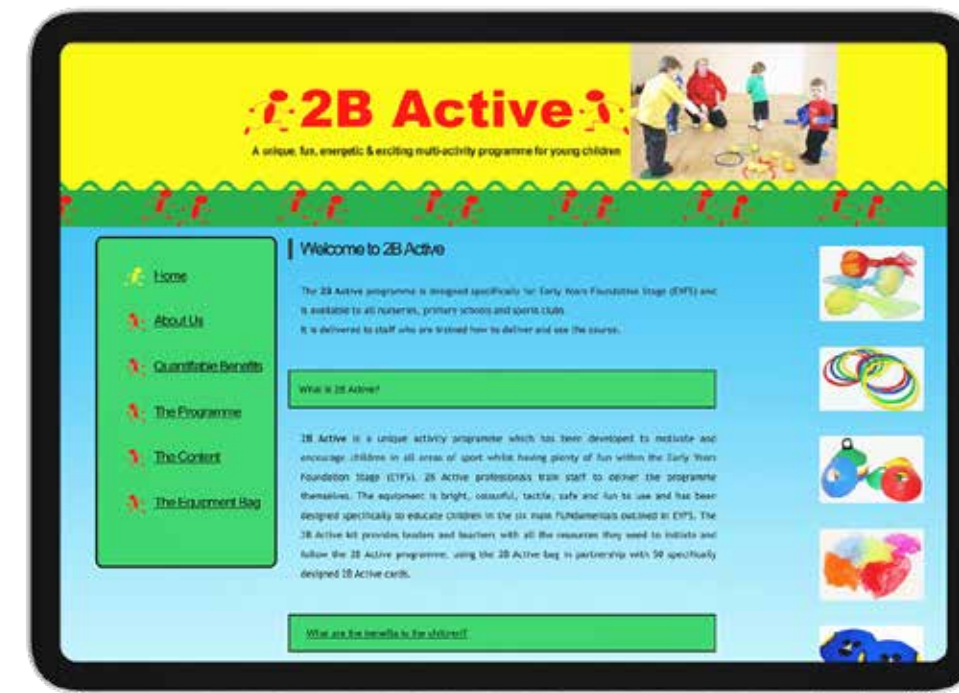 2B Active
A unique, fun, energetic & exciting multi-activity programme for young children
Home
About Us
Quantifiable Benefits
The Programme
The Content
The Equipment Bag
Welcome to 2B Active
The 2B Active programme is designed specifically for Early Years Foundation Stage (EYFS) and
is available to all nurseries, primary schools and sports clubs.
It is delivered to staff who are trained how to deliver and use the course.
What is 2B Active?
2B Active is a unique activity programme which has been developed to motivate and
encourage children in all areas of sport whilst having plenty of fun within the Early Years
Foundation Stage (EYFS). 2B Active professionals train staff to deliver the programme
themselves. The equipment is bright, colourful, tactile, safe and fun to use and has been
designed specifically to educate children in the six main FUNdamentals outlined in EYFS. The
2B Active kit provides leaders and teachers with all the resources they need to initiate and
follow the 2B Active programme, using the 2B Active bag in partnership with 50 specifically
designed 2B Active cards.
What are the benefits to the children?